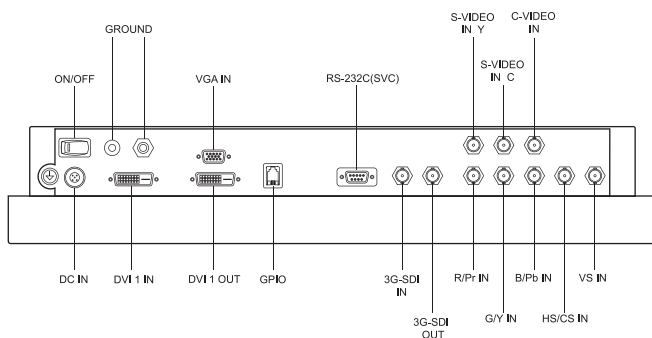 S-VIDEO
IN Y
C-VIDEO
IN
GROUND
S-VIDEO
IN C
ON/OFF
VGA IN
RS-232C(SVC)
DC IN
DVI 1 IN
DVI 1 OUT
GPIO
3G-SDI
IN
R/Pr IN
B/Pb IN
VS IN
3G-SDI
OUT
G/Y IN
HS/CS IN